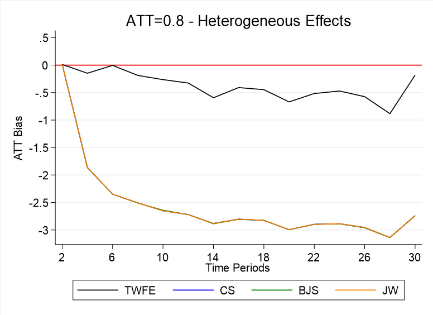 ATT=0.8 - Heterogeneous Effects
.5
0
-.5
-1
-1.5
-2
-2.5
-3
ATT Bias
2 6 10 14 18 22 26 30
Time Periods
TWFE CS BJS JW